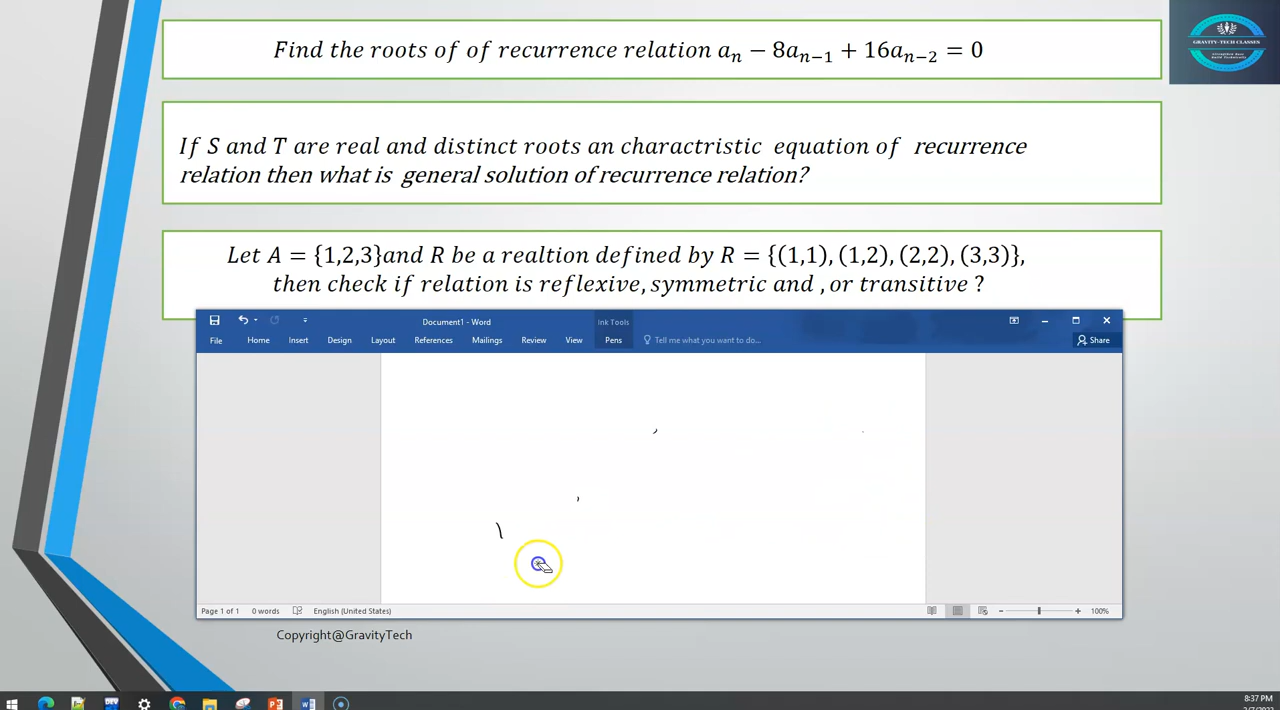 Find the roots of of recurrence relation aₙ − 8aₙ₋₁ + 16aₙ₋₂ = 0
GRAVITY-TECH CLASSES
If S and T are real and distinct roots an charactristic equation of recurrence
relation then what is general solution of recurrence relation?
Let A = {1,2,3}and R be a realtion defined by R = {(1,1), (1,2), (2,2), (3,3)},
then check if relation is reflexive, symmetric and , or transitive ?
Document1 - Word
Ink Tools
File Home Insert Design Layout References Mailings Review View Pens Tell me what you want to do... Share
Page 1 of 1 0 words English (United States) 100%
Copyright@GravityTech
8:37 PM